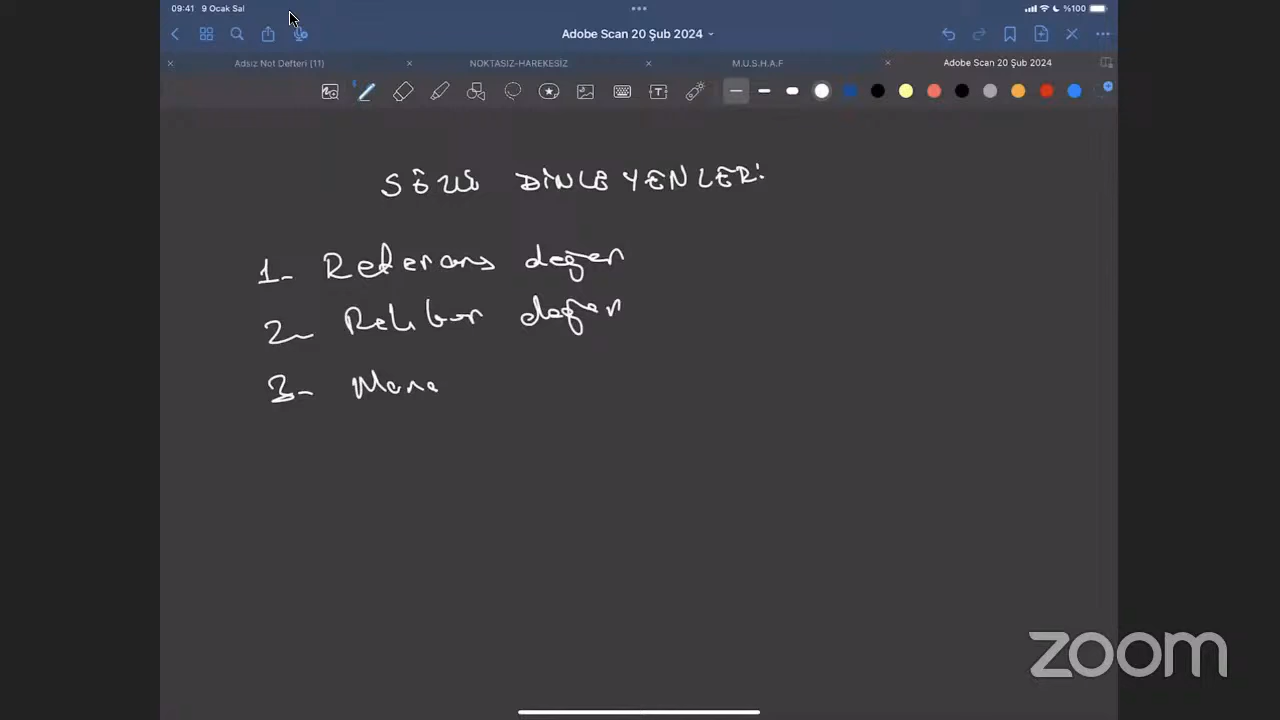 09:41 9 Ocak Sal
%100
Adobe Scan 20 Şub 2024
Adsız Not Defteri (11)
NOKTASIZ-HAREKESİZ
M.U.S.H.A.F
Adobe Scan 20 Şub 2024
SÖZÜ DİNLEYENLER:
1- Referans değer
2- Rehber değer
3- Mana
zoom